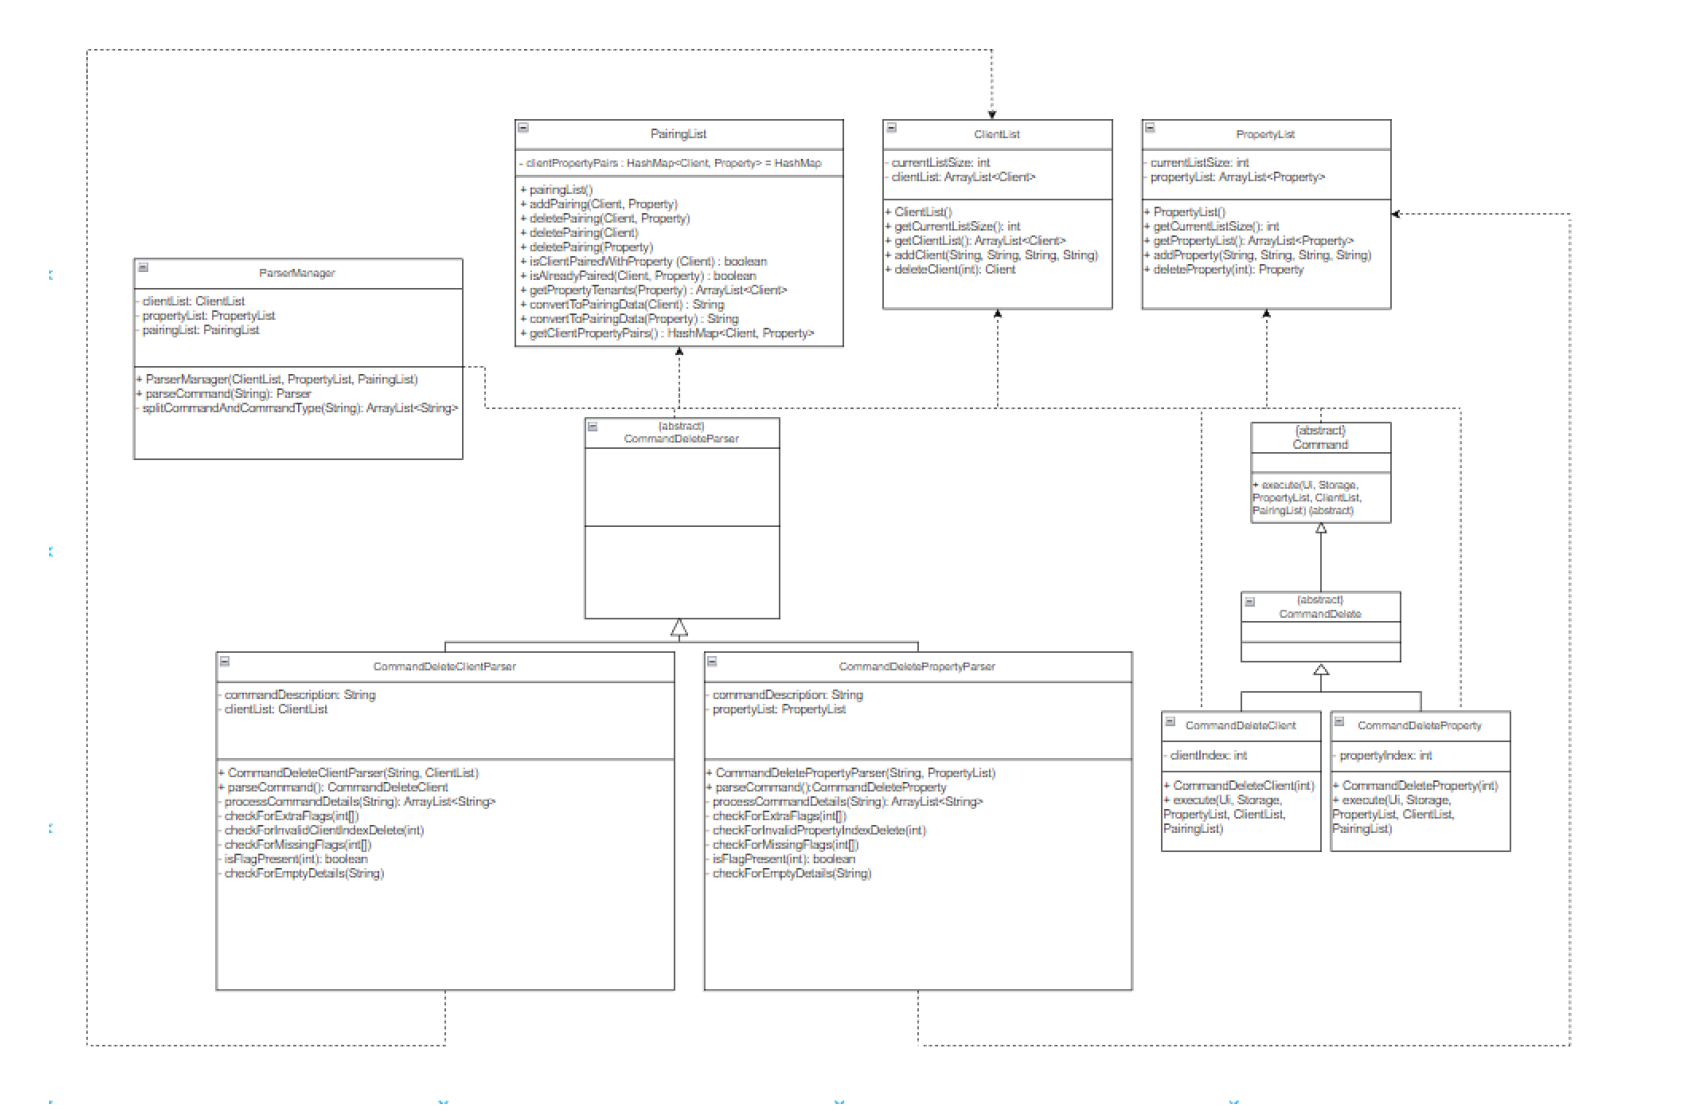 PairingList
- clientPropertyPairs : HashMap<Client, Property> = HashMap
+ pairingList()
+ addPairing(Client, Property)
+ deletePairing(Client, Property)
+ deletePairing(Client)
+ deletePairing(Property)
+ isClientPairedWithProperty (Client) : boolean
+ isAlreadyPaired(Client, Property) : boolean
+ getPropertyTenants(Property) : ArrayList<Client>
+ convertToPairingData(Client) : String
+ convertToPairingData(Property) : String
+ getClientPropertyPairs() : HashMap<Client, Property>
ClientList
- currentListSize: int
- clientList: ArrayList<Client>
+ ClientList()
+ getCurrentListSize(): int
+ getClientList(): ArrayList<Client>
+ addClient(String, String, String, String)
+ deleteClient(int): Client
PropertyList
- currentListSize: int
- propertyList: ArrayList<Property>
+ PropertyList()
+ getCurrentListSize(): int
+ getPropertyList(): ArrayList<Property>
+ addProperty(String, String, String, String)
+ deleteProperty(int): Property
ParserManager
- clientList: ClientList
- propertyList: PropertyList
- pairingList: PairingList
+ ParserManager(ClientList, PropertyList, PairingList)
+ parseCommand(String): Parser
- splitCommandAndCommandType(String): ArrayList<String>
{abstract}
CommandDeleteParser
{abstract}
Command
+ execute(Ui, Storage,
PropertyList, ClientList,
PairingList) {abstract}
{abstract}
CommandDelete
CommandDeleteClientParser
- commandDescription: String
- clientList: ClientList
+ CommandDeleteClientParser(String, ClientList)
+ parseCommand(): CommandDeleteClient
- processCommandDetails(String): ArrayList<String>
- checkForExtraFlags(int[])
- checkForInvalidClientIndexDelete(int)
- checkForMissingFlags(int[])
- isFlagPresent(int): boolean
- checkForEmptyDetails(String)
CommandDeletePropertyParser
- commandDescription: String
- propertyList: PropertyList
+ CommandDeletePropertyParser(String, PropertyList)
+ parseCommand():CommandDeleteProperty
- processCommandDetails(String): ArrayList<String>
- checkForExtraFlags(int[])
- checkForInvalidPropertyIndexDelete(int)
- checkForMissingFlags(int[])
- isFlagPresent(int): boolean
- checkForEmptyDetails(String)
CommandDeleteClient
- clientIndex: int
+ CommandDeleteClient(int)
+ execute(Ui, Storage,
PropertyList, ClientList,
PairingList)
CommandDeleteProperty
- propertyIndex: int
+ CommandDeleteProperty(int)
+ execute(Ui, Storage,
PropertyList, ClientList,
PairingList)